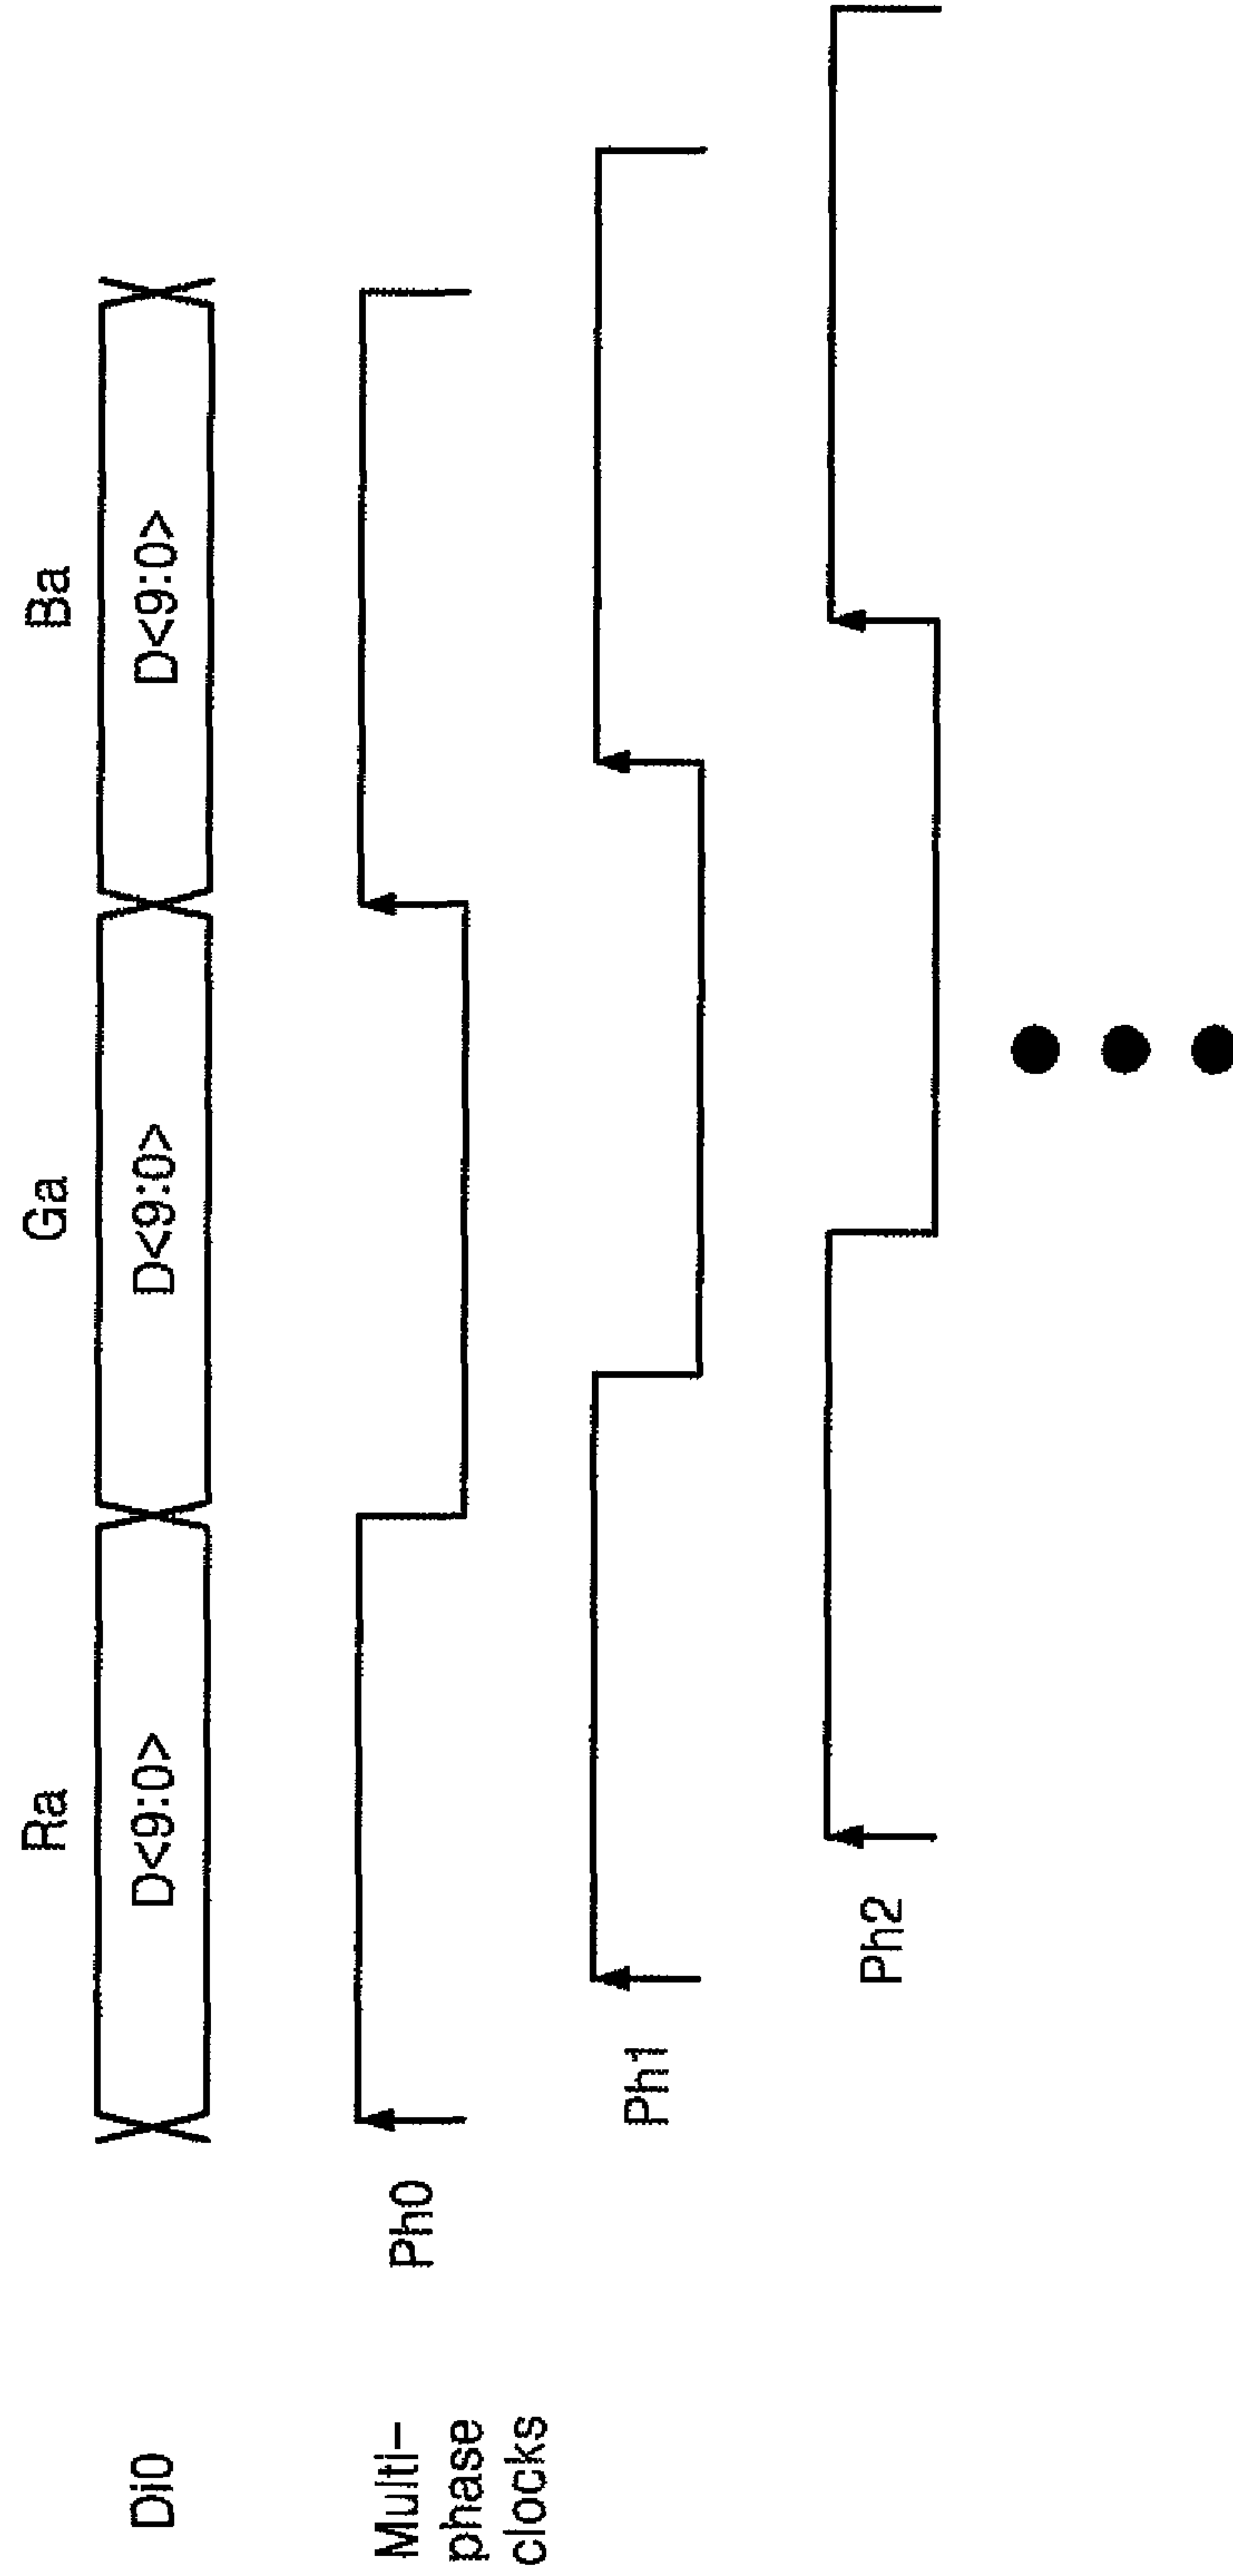 Ra Ga Ba
Di0 D<9:0> D<9:0> D<9:0>
Multi-
phase
clocks
Ph0
Ph1
Ph2